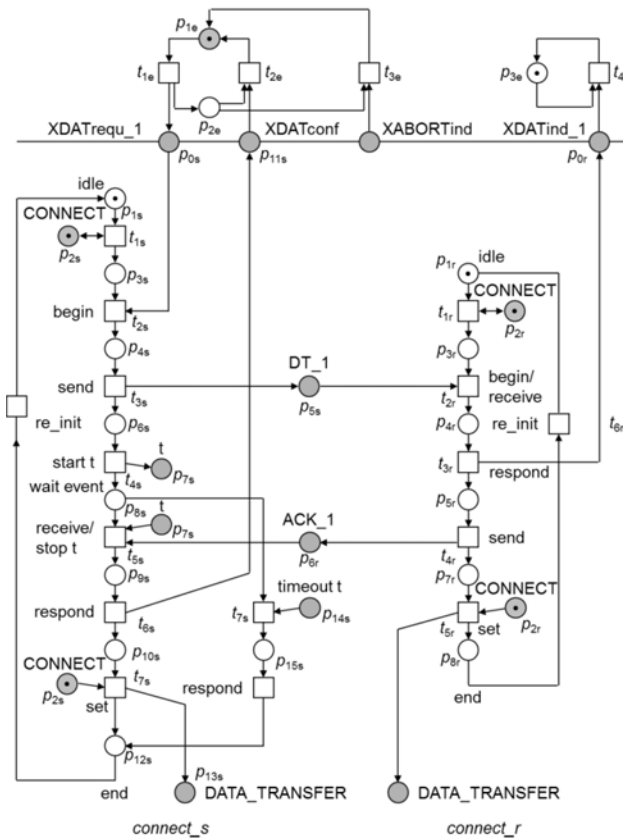 p1e
t1e
t2e
t3e
p3e
t4
p2e
XDATrequ_1
XDATconf
XABORTind
XDATind_1
p0s
p11s
p0r
idle
p1s
CONNECT
t1s
p2s
p3s
begin
t2s
p4s
send
t3s
DT_1
p5s
p6s
re_init
start t
t4s
t
p7s
wait event
p8s
t
p7s
receive/
stop t
t5s
ACK_1
p6r
p9s
respond
t6s
timeout t
t7s
p14s
p10s
p15s
CONNECT
t7s
p2s
set
respond
p12s
end
p13s
DATA_TRANSFER
connect_s
p1r
idle
CONNECT
t1r
p2r
p3r
begin/
receive
t2r
p4r
re_init
t6r
t3r
respond
p5r
send
t4r
p7r
CONNECT
t5r
set
p2r
p8r
end
DATA_TRANSFER
connect_r